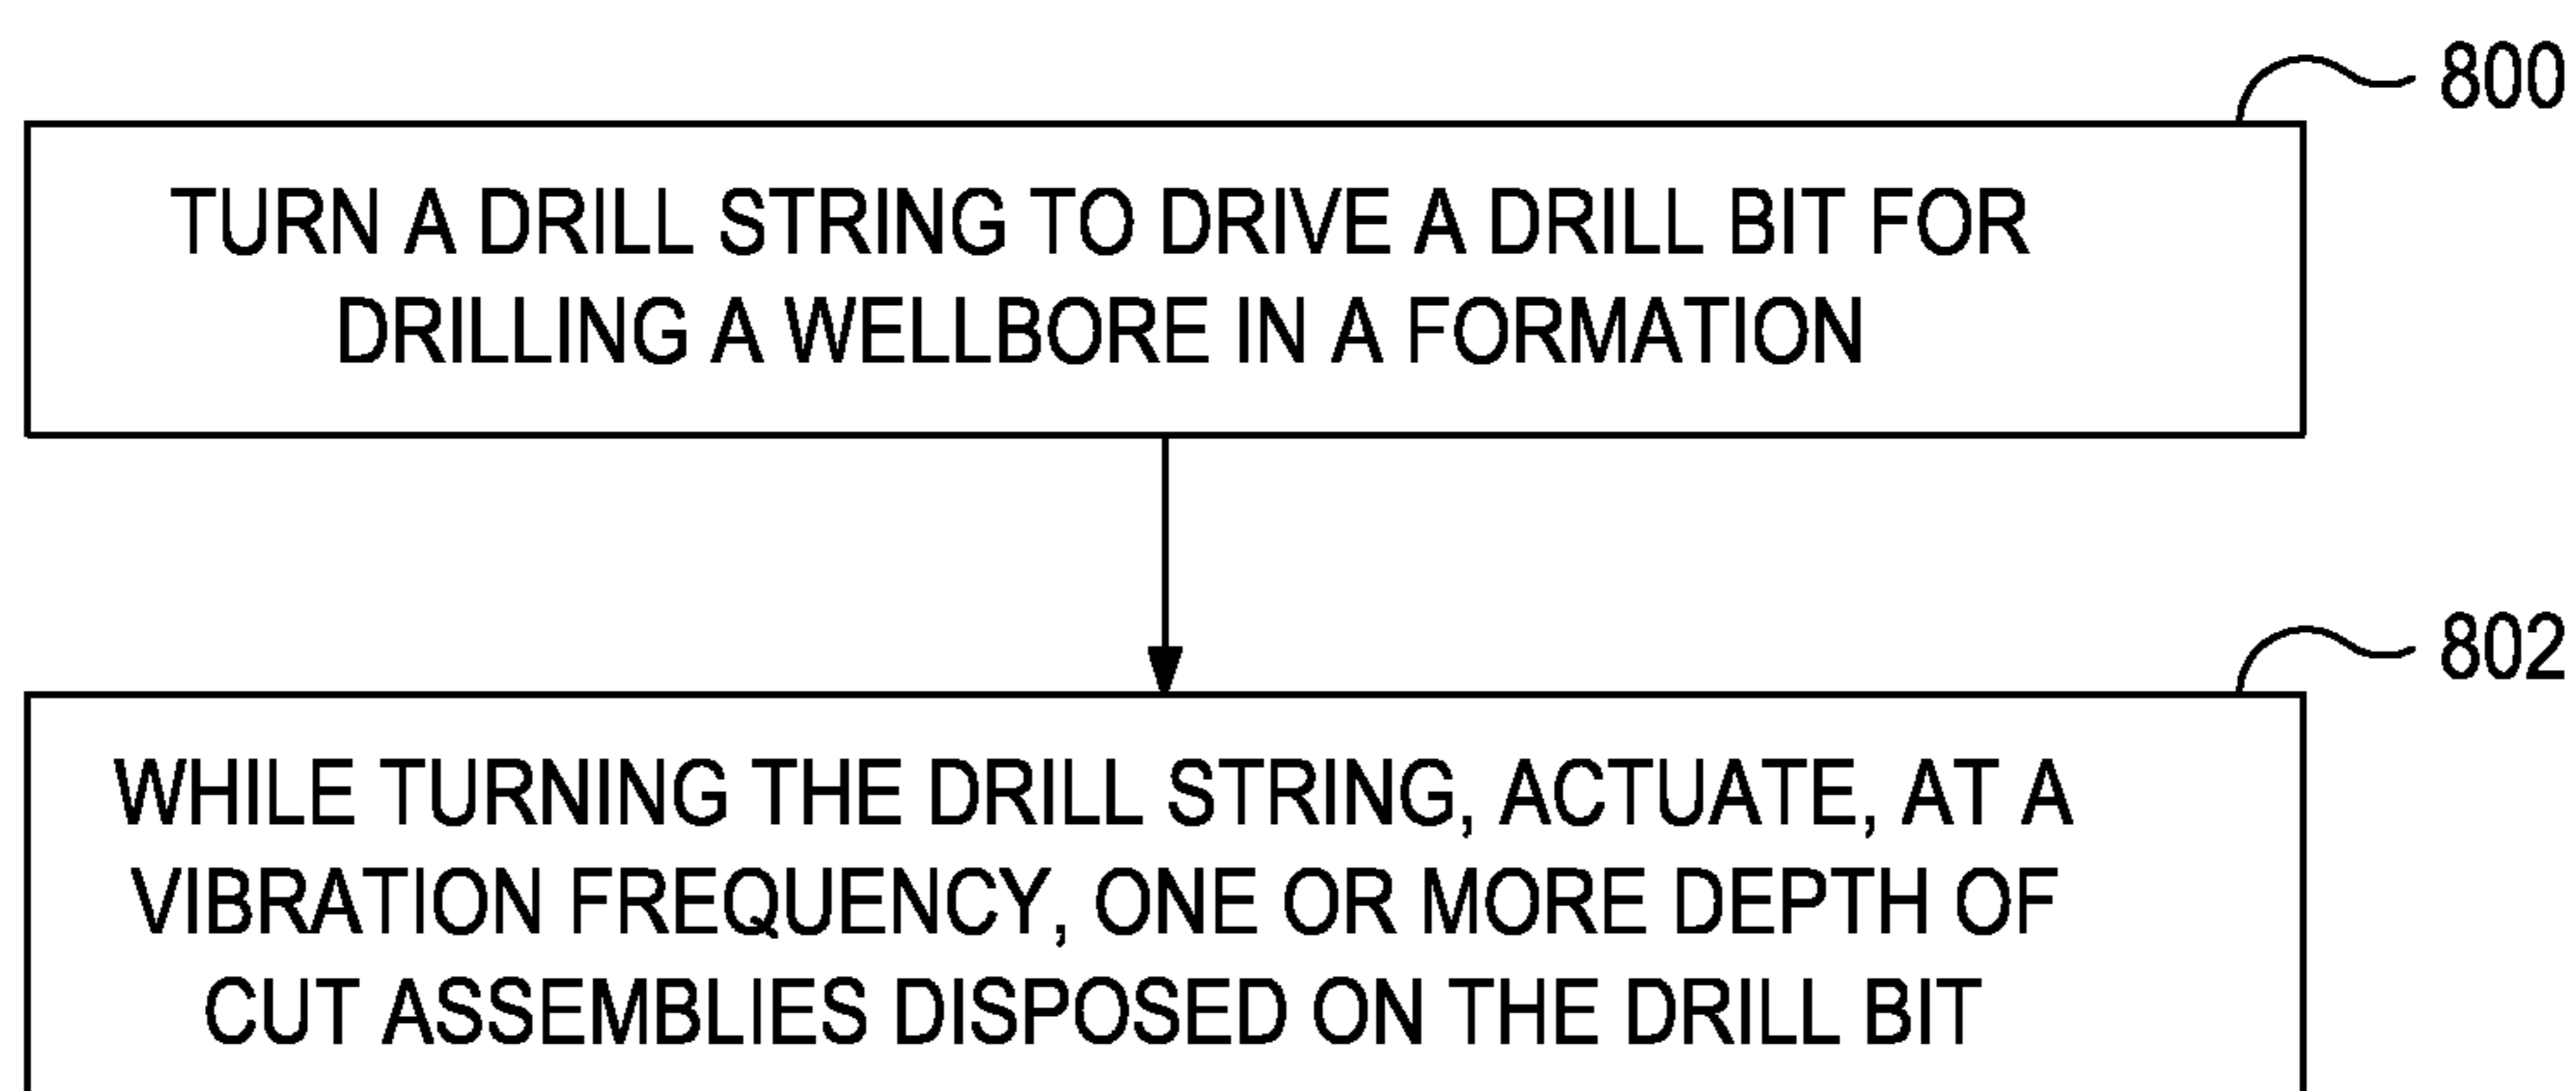 800
TURN A DRILL STRING TO DRIVE A DRILL BIT FOR
DRILLING A WELLBORE IN A FORMATION
802
WHILE TURNING THE DRILL STRING, ACTUATE, AT A
VIBRATION FREQUENCY, ONE OR MORE DEPTH OF
CUT ASSEMBLIES DISPOSED ON THE DRILL BIT